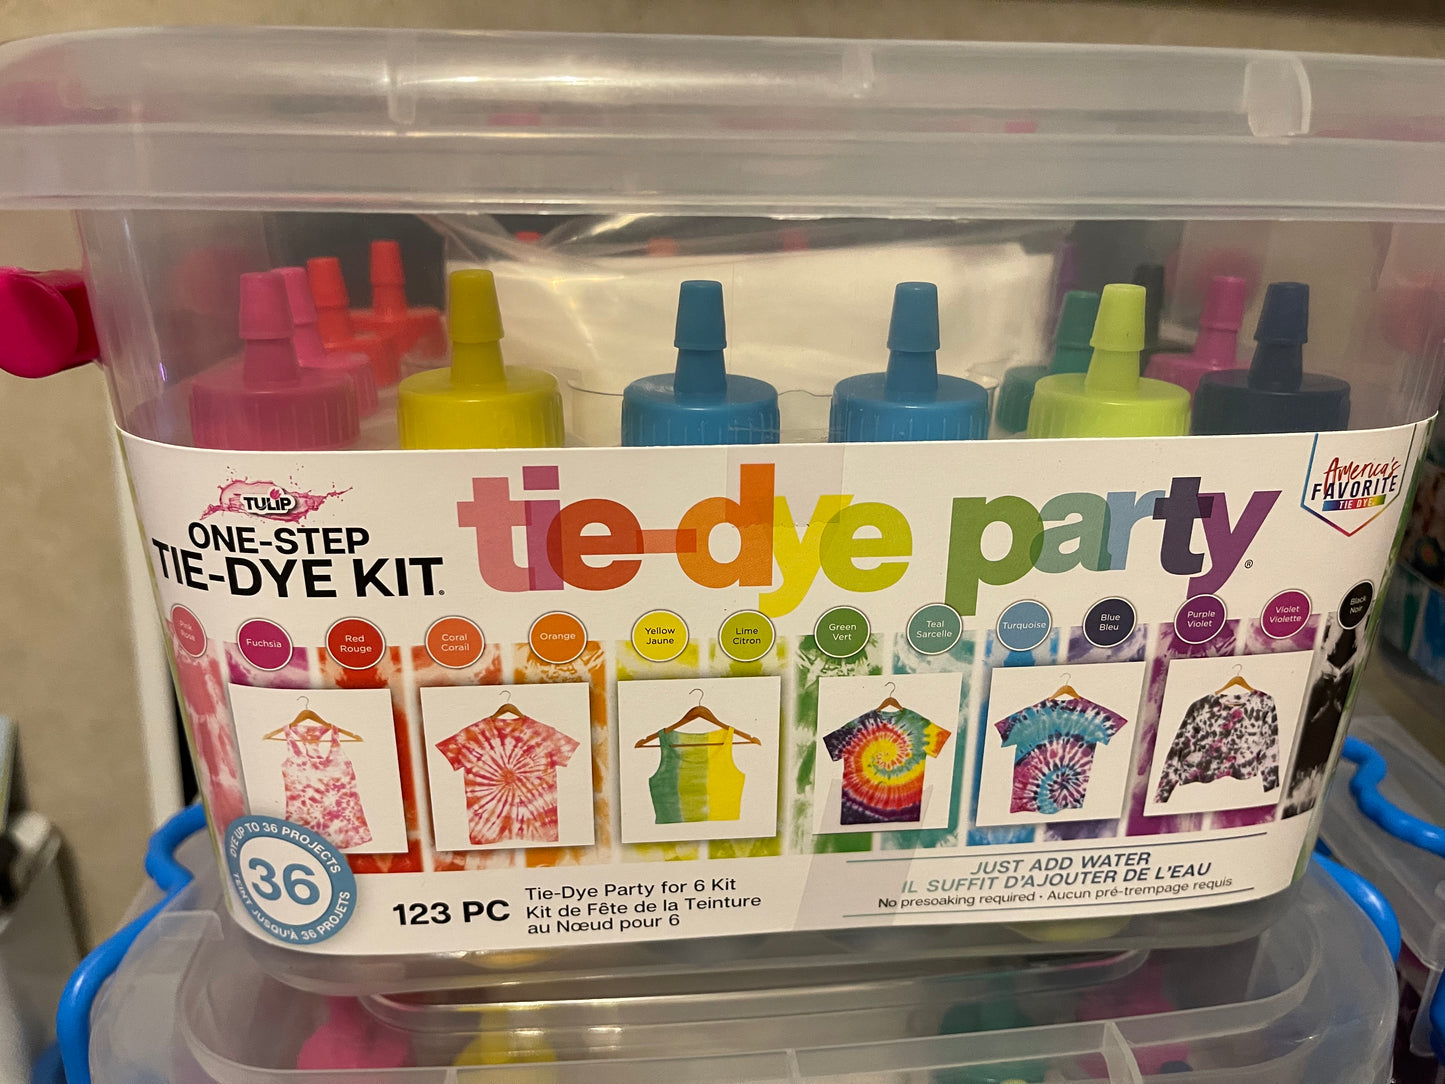 TULIP
ONE-STEP
TIE-DYE KIT®
tie-dye party®
America's
FAVORITE
TIE DYE
Pink
Rose
Fuchsia
Red
Rouge
Coral
Corail
Orange
Yellow
Jaune
Lime
Citron
Green
Vert
Teal
Sarcelle
Turquoise
Blue
Bleu
Purple
Violet
Violet
Violette
Black
Noir
DYE UP TO 36 PROJECTS
36
TEINT JUSQU'À 36 PROJETS
123 PC
Tie-Dye Party for 6 Kit
Kit de Fête de la Teinture
au Nœud pour 6
JUST ADD WATER
IL SUFFIT D'AJOUTER DE L'EAU
No presoaking required • Aucun pré-trempage requis